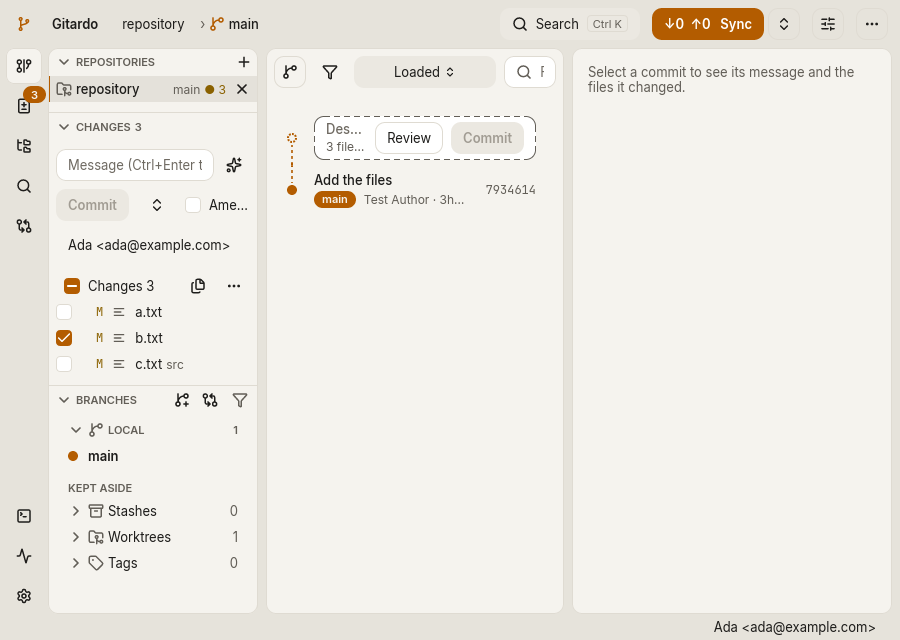 Gitardo repository › main Search Ctrl K ↓0 ↑0 Sync
REPOSITORIES
repository main 3
3
CHANGES 3
Message (Ctrl+Enter t
Commit Ame...
Ada <ada@example.com>
Changes 3
M a.txt
M b.txt
M c.txt src
BRANCHES
LOCAL 1
main
KEPT ASIDE
Stashes 0
Worktrees 1
Tags 0
Loaded F
Des...
3 file...
Review Commit
Add the files
main Test Author · 3h...
7934614
Select a commit to see its message and the
files it changed.
Ada <ada@example.com>